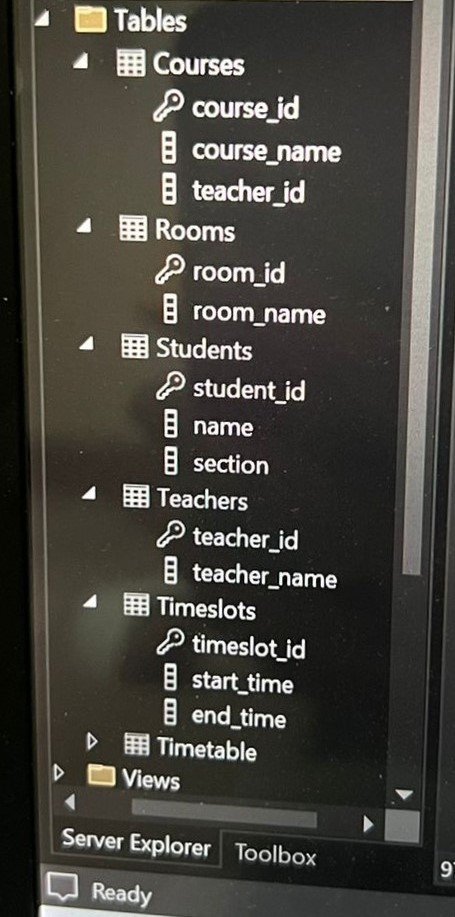 Tables
Courses
course_id
course_name
teacher_id
Rooms
room_id
room_name
Students
student_id
name
section
Teachers
teacher_id
teacher_name
Timeslots
timeslot_id
start_time
end_time
Timetable
Views
Server Explorer Toolbox
Ready